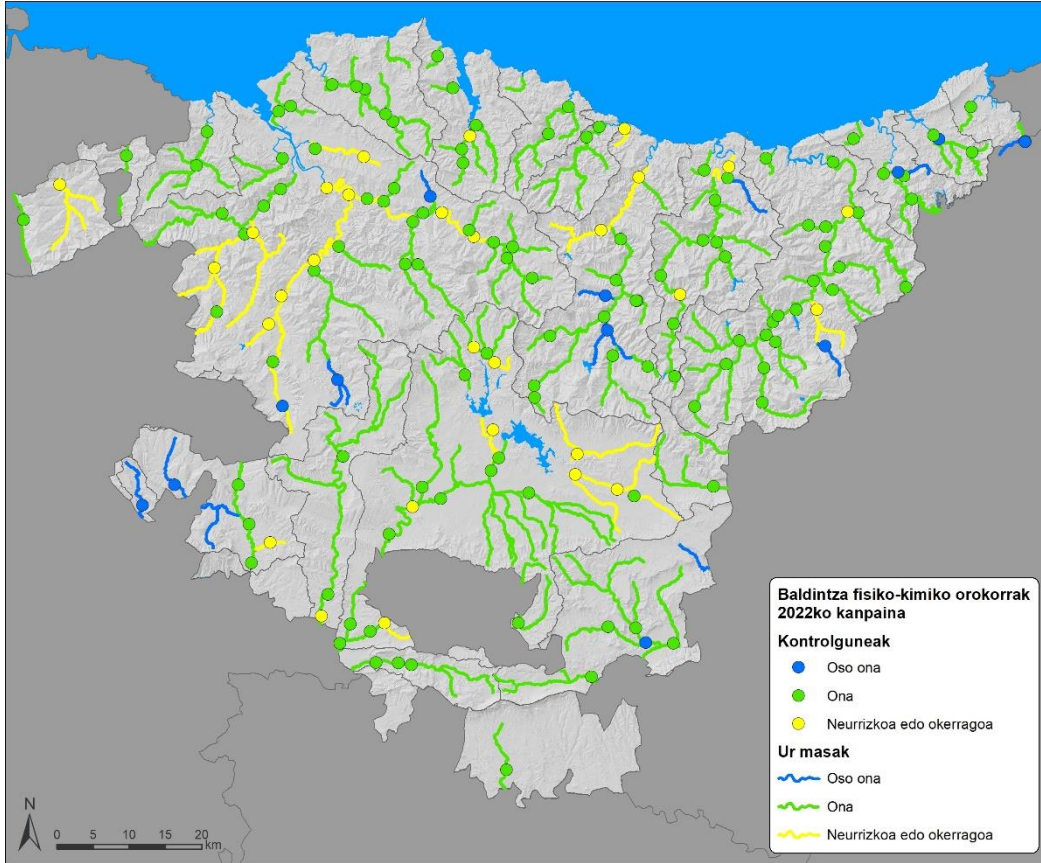 Baldintza fisiko-kimiko orokorrak
2022ko kanpaina
Kontrolguneak
Oso ona
Ona
Neurrizkoa edo okerragoa
Ur masak
Oso ona
Ona
Neurrizkoa edo okerragoa
N
0 5 10 15 20
km